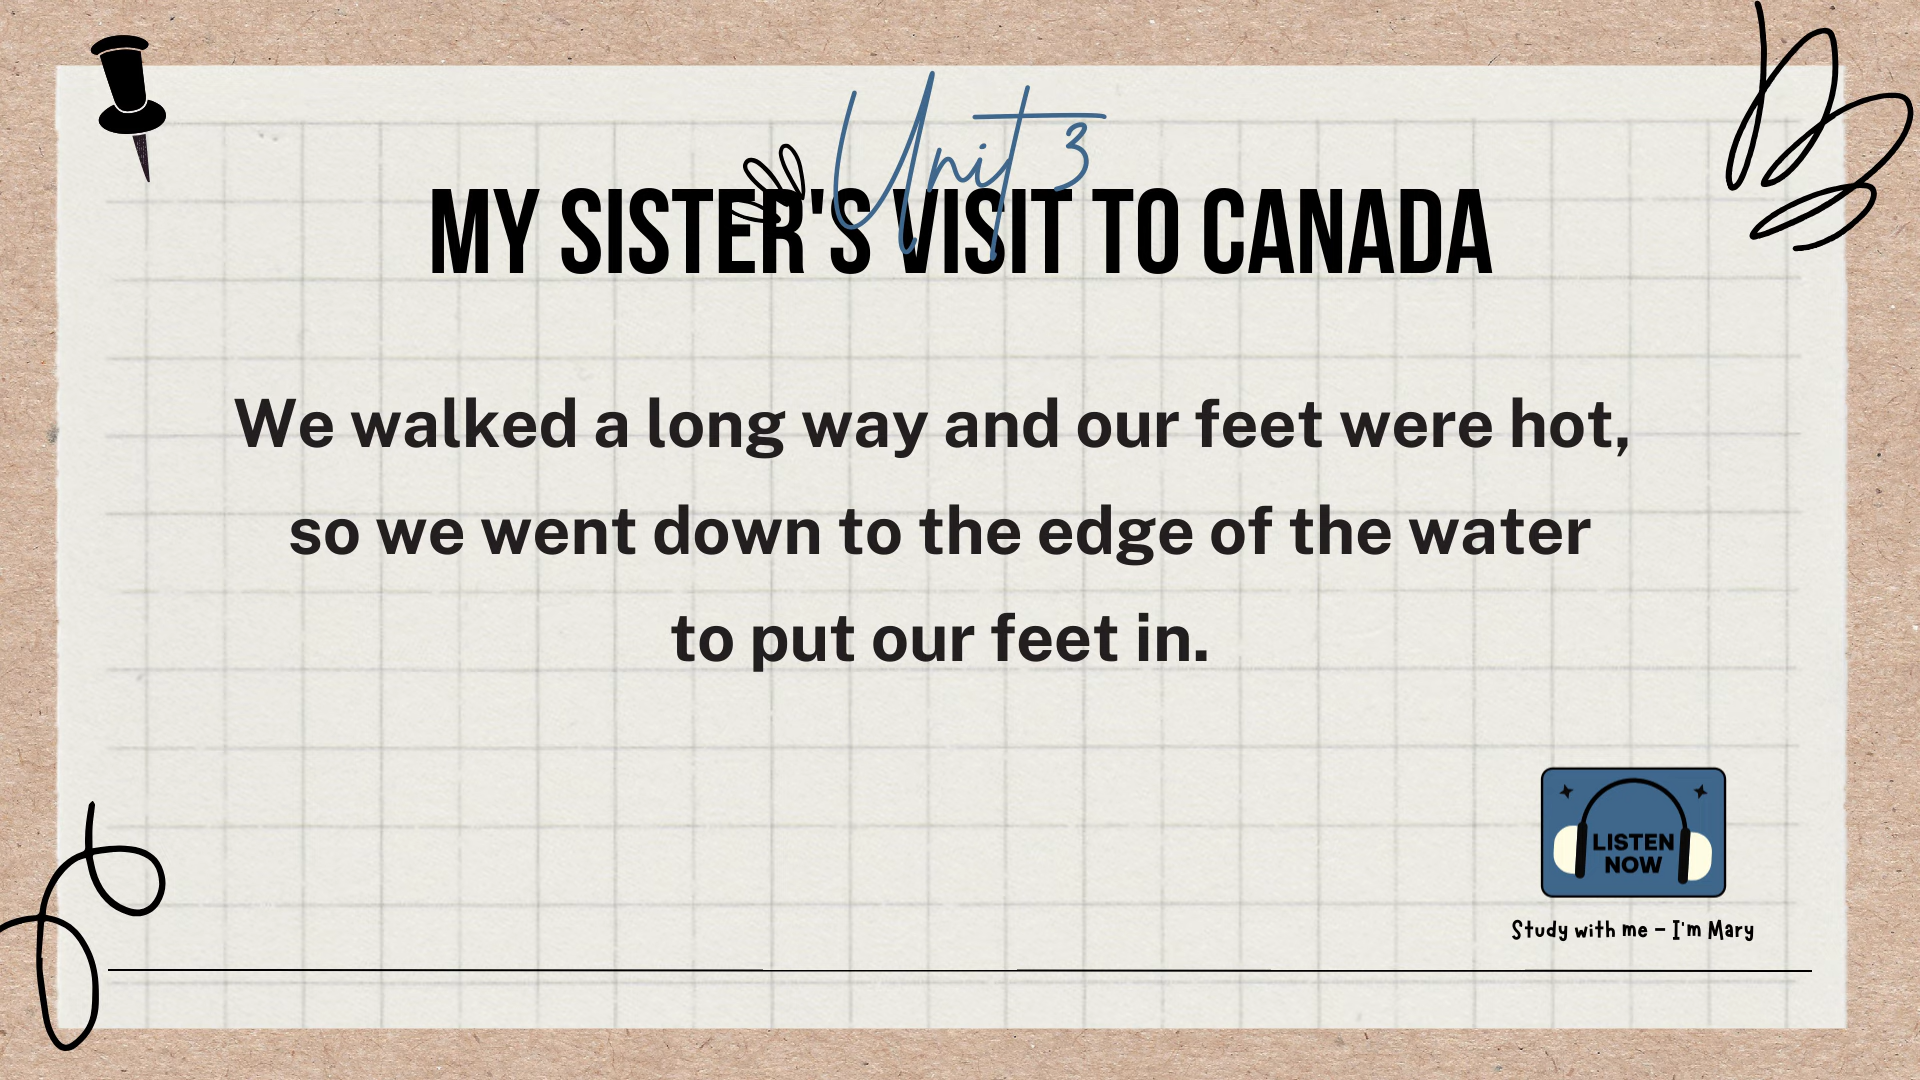 Unit 3
MY SISTER'S VISIT TO CANADA
We walked a long way and our feet were hot,
so we went down to the edge of the water
to put our feet in.
LISTEN
NOW
Study with me - I'm Mary